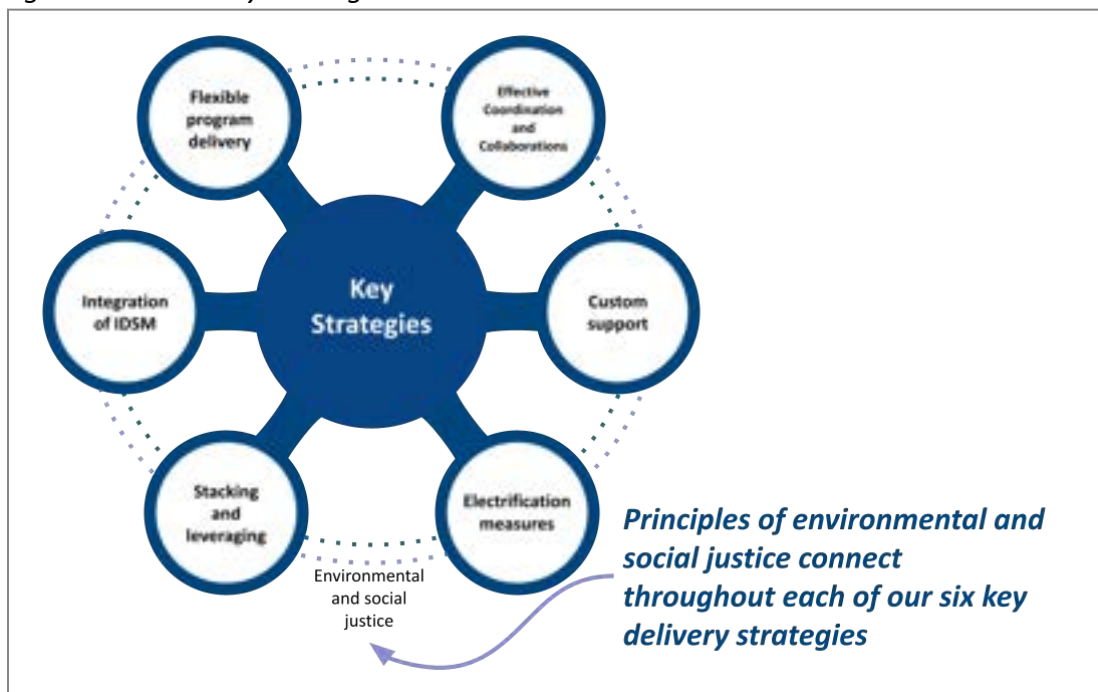 Flexible
program
delivery
Effective
Coordination
and
Collaborations
Integration
of IDSM
Key
Strategies
Custom
support
Stacking
and
leveraging
Electrification
measures
Environmental
and social
justice
Principles of environmental and
social justice connect
throughout each of our six key
delivery strategies